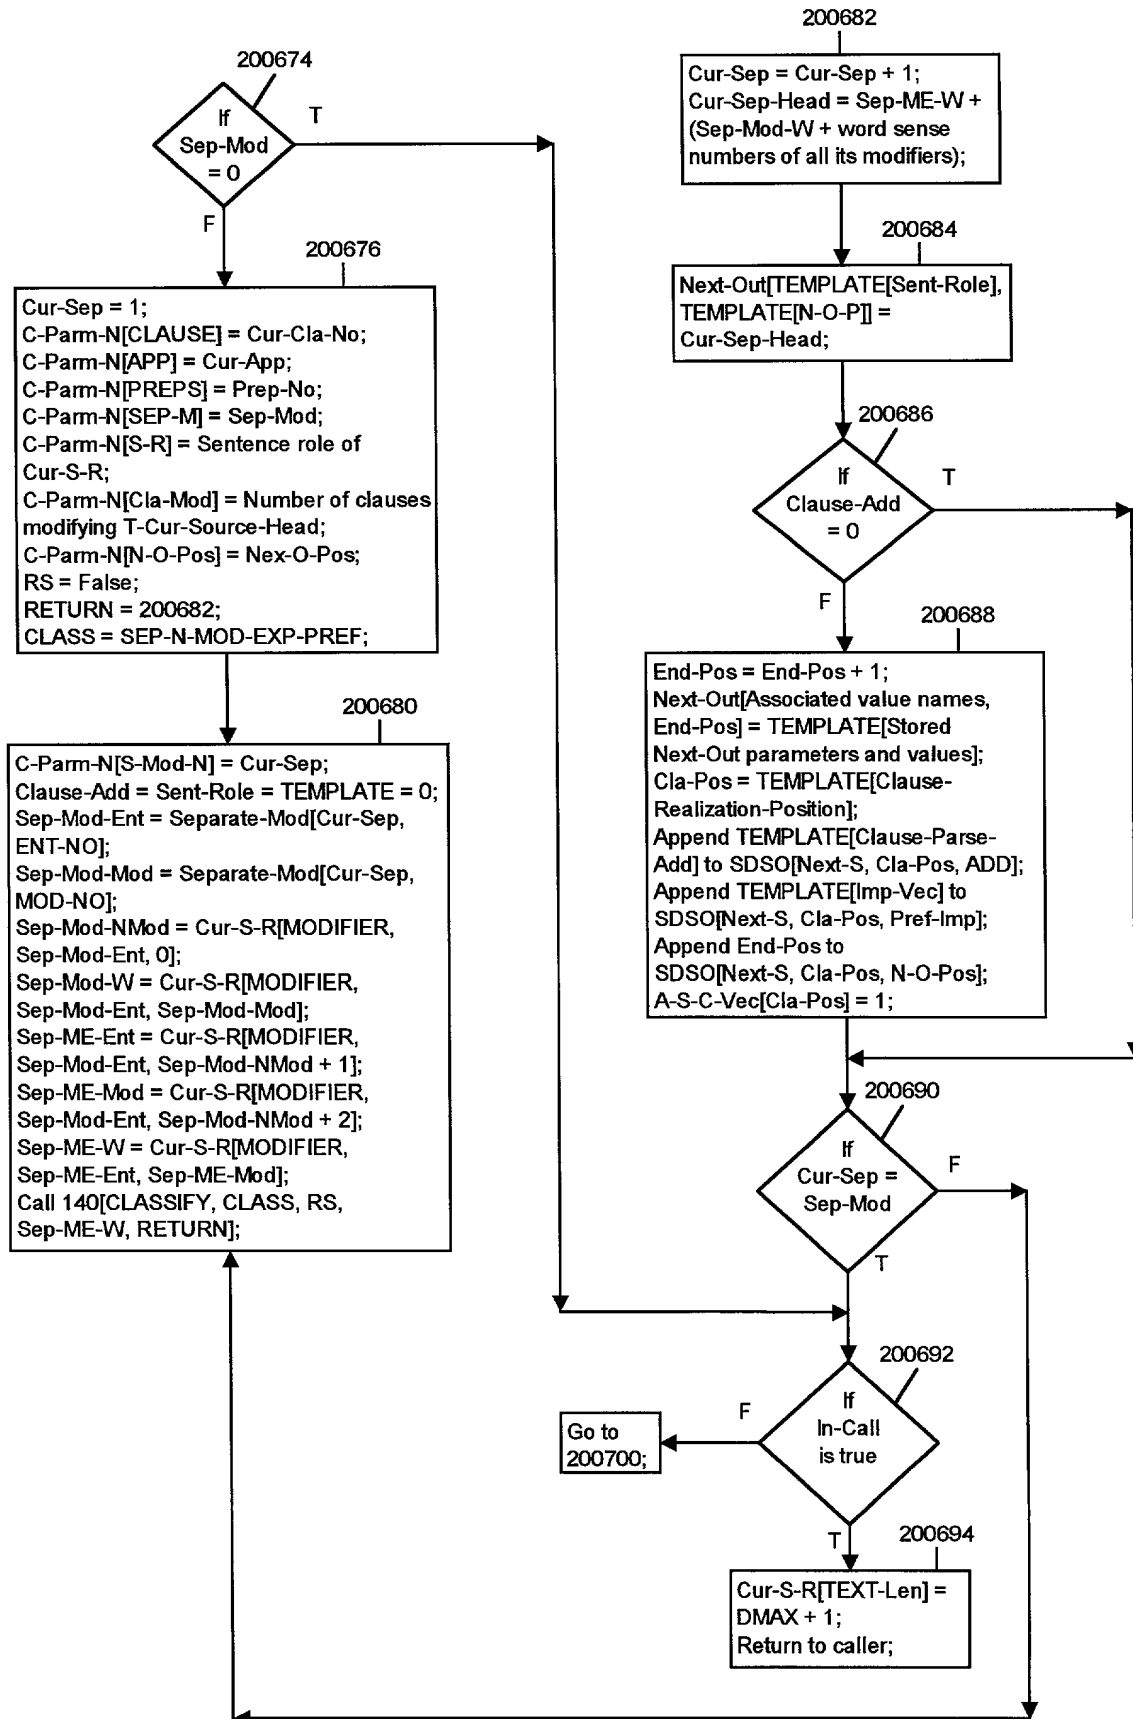 200674
If
Sep-Mod
= 0
T
F
200676
Cur-Sep = 1;
C-Parm-N[CLAUSE] = Cur-Cla-No;
C-Parm-N[APP] = Cur-App;
C-Parm-N[PREPS] = Prep-No;
C-Parm-N[SEP-M] = Sep-Mod;
C-Parm-N[S-R] = Sentence role of
Cur-S-R;
C-Parm-N[Cla-Mod] = Number of clauses
modifying T-Cur-Source-Head;
C-Parm-N[N-O-Pos] = Nex-O-Pos;
RS = False;
RETURN = 200682;
CLASS = SEP-N-MOD-EXP-PREF;
200680
C-Parm-N[S-Mod-N] = Cur-Sep;
Clause-Add = Sent-Role = TEMPLATE = 0;
Sep-Mod-Ent = Separate-Mod[Cur-Sep,
ENT-NO];
Sep-Mod-Mod = Separate-Mod[Cur-Sep,
MOD-NO];
Sep-Mod-NMod = Cur-S-R[MODIFIER,
Sep-Mod-Ent, 0];
Sep-Mod-W = Cur-S-R[MODIFIER,
Sep-Mod-Ent, Sep-Mod-Mod];
Sep-ME-Ent = Cur-S-R[MODIFIER,
Sep-Mod-Ent, Sep-Mod-NMod + 1];
Sep-ME-Mod = Cur-S-R[MODIFIER,
Sep-Mod-Ent, Sep-Mod-NMod + 2];
Sep-ME-W = Cur-S-R[MODIFIER,
Sep-ME-Ent, Sep-ME-Mod];
Call 140[CLASSIFY, CLASS, RS,
Sep-ME-W, RETURN];
200682
Cur-Sep = Cur-Sep + 1;
Cur-Sep-Head = Sep-ME-W +
(Sep-Mod-W + word sense
numbers of all its modifiers);
200684
Next-Out[TEMPLATE[Sent-Role],
TEMPLATE[N-O-P]] =
Cur-Sep-Head;
200686
If
Clause-Add
= 0
T
F
200688
End-Pos = End-Pos + 1;
Next-Out[Associated value names,
End-Pos] = TEMPLATE[Stored
Next-Out parameters and values];
Cla-Pos = TEMPLATE[Clause-
Realization-Position];
Append TEMPLATE[Clause-Parse-
Add] to SDSO[Next-S, Cla-Pos, ADD];
Append TEMPLATE[Imp-Vec] to
SDSO[Next-S, Cla-Pos, Pref-Imp];
Append End-Pos to
SDSO[Next-S, Cla-Pos, N-O-Pos];
A-S-C-Vec[Cla-Pos] = 1;
200690
If
Cur-Sep =
Sep-Mod
F
T
200692
If
In-Call
is true
F
Go to
200700;
T
200694
Cur-S-R[TEXT-Len] =
DMAX + 1;
Return to caller;